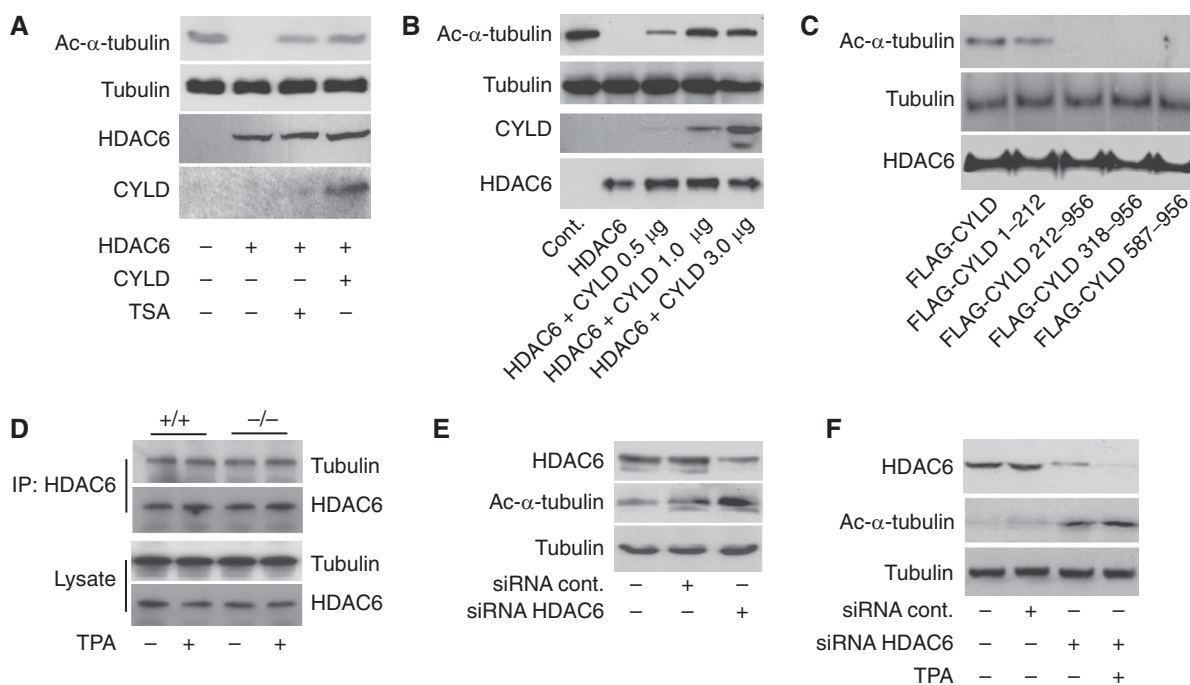 A
Ac-α-tubulin
Tubulin
HDAC6
CYLD
HDAC6 – + + +
CYLD – – – +
TSA – – + –
B
Ac-α-tubulin
Tubulin
CYLD
HDAC6
Cont.
HDAC6
HDAC6 + CYLD 0.5 μg
HDAC6 + CYLD 1.0 μg
HDAC6 + CYLD 3.0 μg
C
Ac-α-tubulin
Tubulin
HDAC6
FLAG-CYLD
FLAG-CYLD 1–212
FLAG-CYLD 212–956
FLAG-CYLD 318–956
FLAG-CYLD 587–956
D
+/+ –/–
IP: HDAC6
Tubulin
HDAC6
Lysate
Tubulin
HDAC6
TPA – + – +
E
HDAC6
Ac-α-tubulin
Tubulin
siRNA cont. – + –
siRNA HDAC6 – – +
F
HDAC6
Ac-α-tubulin
Tubulin
siRNA cont. – + – –
siRNA HDAC6 – – + +
TPA – – – +